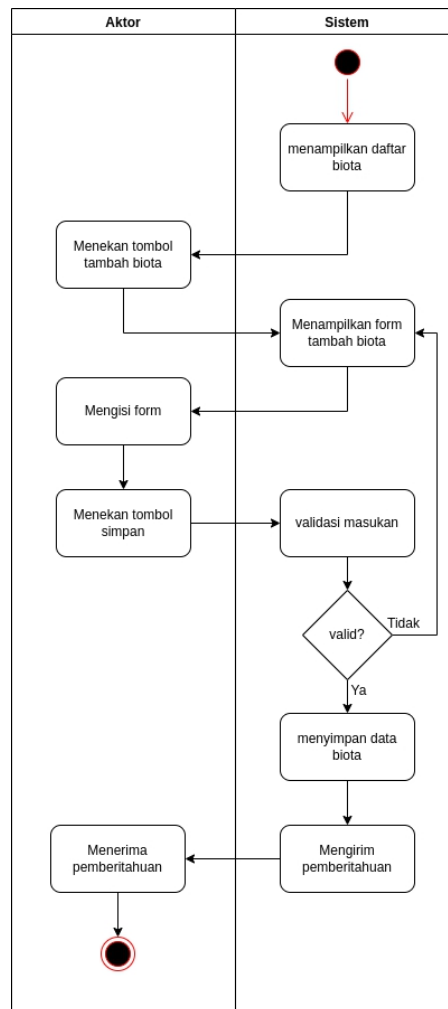 Aktor
Sistem
menampilkan daftar
biota
Menekan tombol
tambah biota
Menampilkan form
tambah biota
Mengisi form
Menekan tombol
simpan
validasi masukan
valid?
Tidak
Ya
menyimpan data
biota
Mengirim
pemberitahuan
Menerima
pemberitahuan